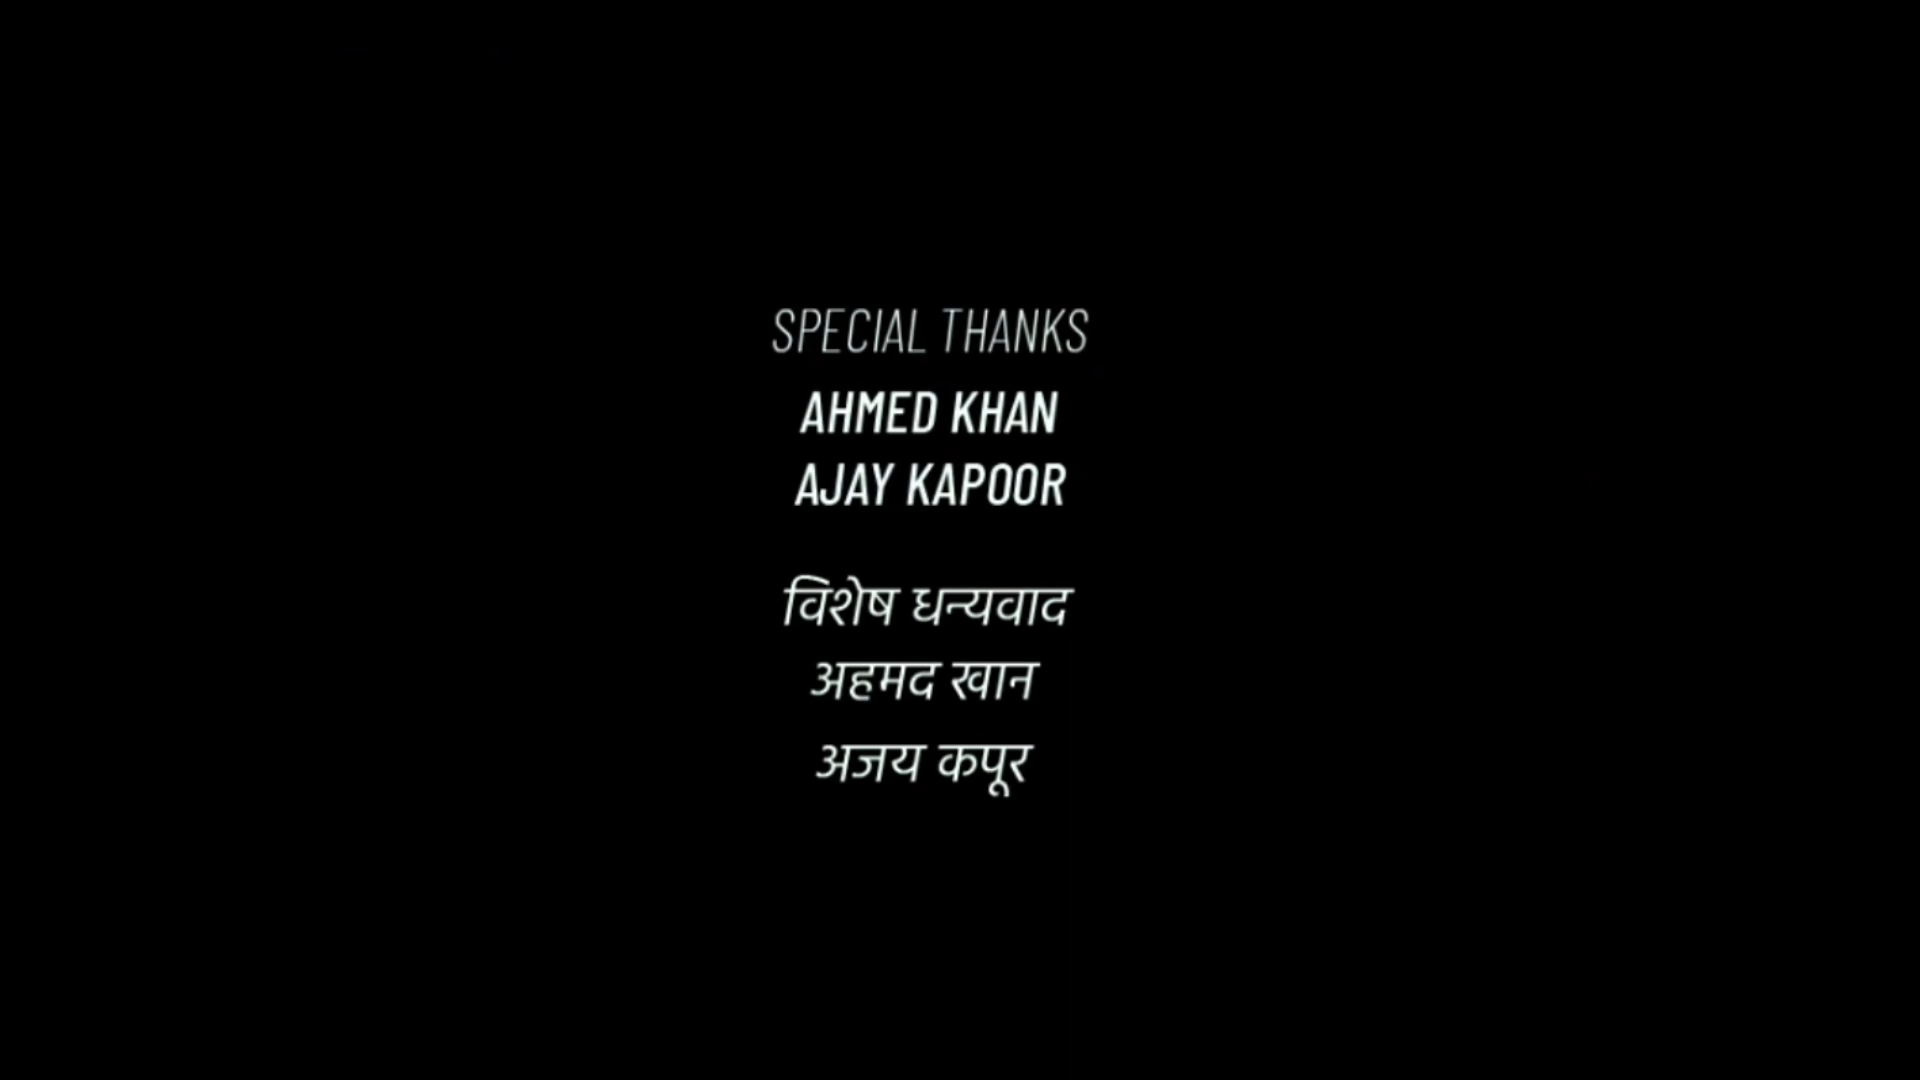 SPECIAL THANKS
AHMED KHAN
AJAY KAPOOR
विशेष धन्यवाद
अहमद खान
अजय कपूर